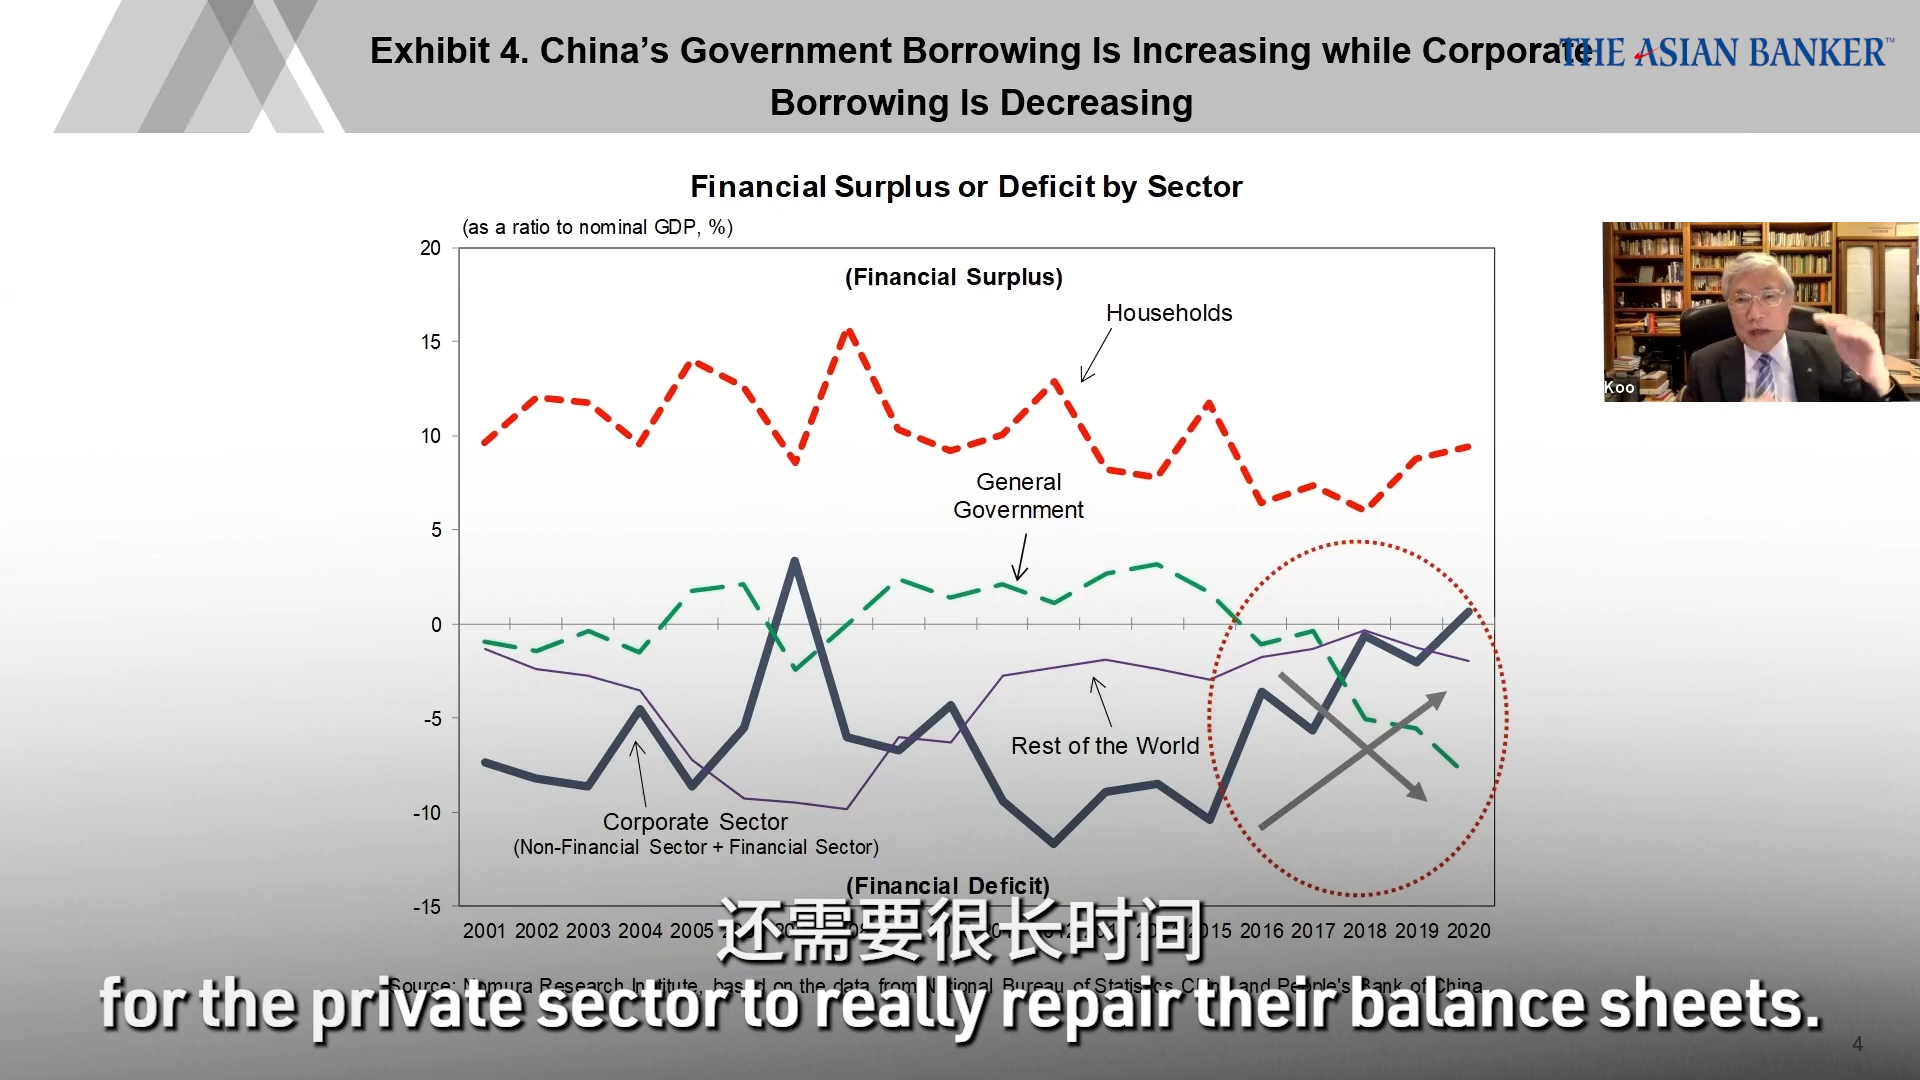 Exhibit 4. China's Government Borrowing Is Increasing while Corporate
Borrowing Is Decreasing
THE ASIAN BANKER™
Financial Surplus or Deficit by Sector
(as a ratio to nominal GDP, %)
20
15
10
5
0
-5
-10
-15
(Financial Surplus)
Households
General
Government
Rest of the World
Corporate Sector
(Non-Financial Sector + Financial Sector)
(Financial Deficit)
2001 2002 2003 2004 2005 2016 2017 2018 2019 2020
Koo
Source: Nomura Research Institute, based on the data from National Bureau of Statistics China and People's Bank of China
还需要很长时间
for the private sector to really repair their balance sheets.
4